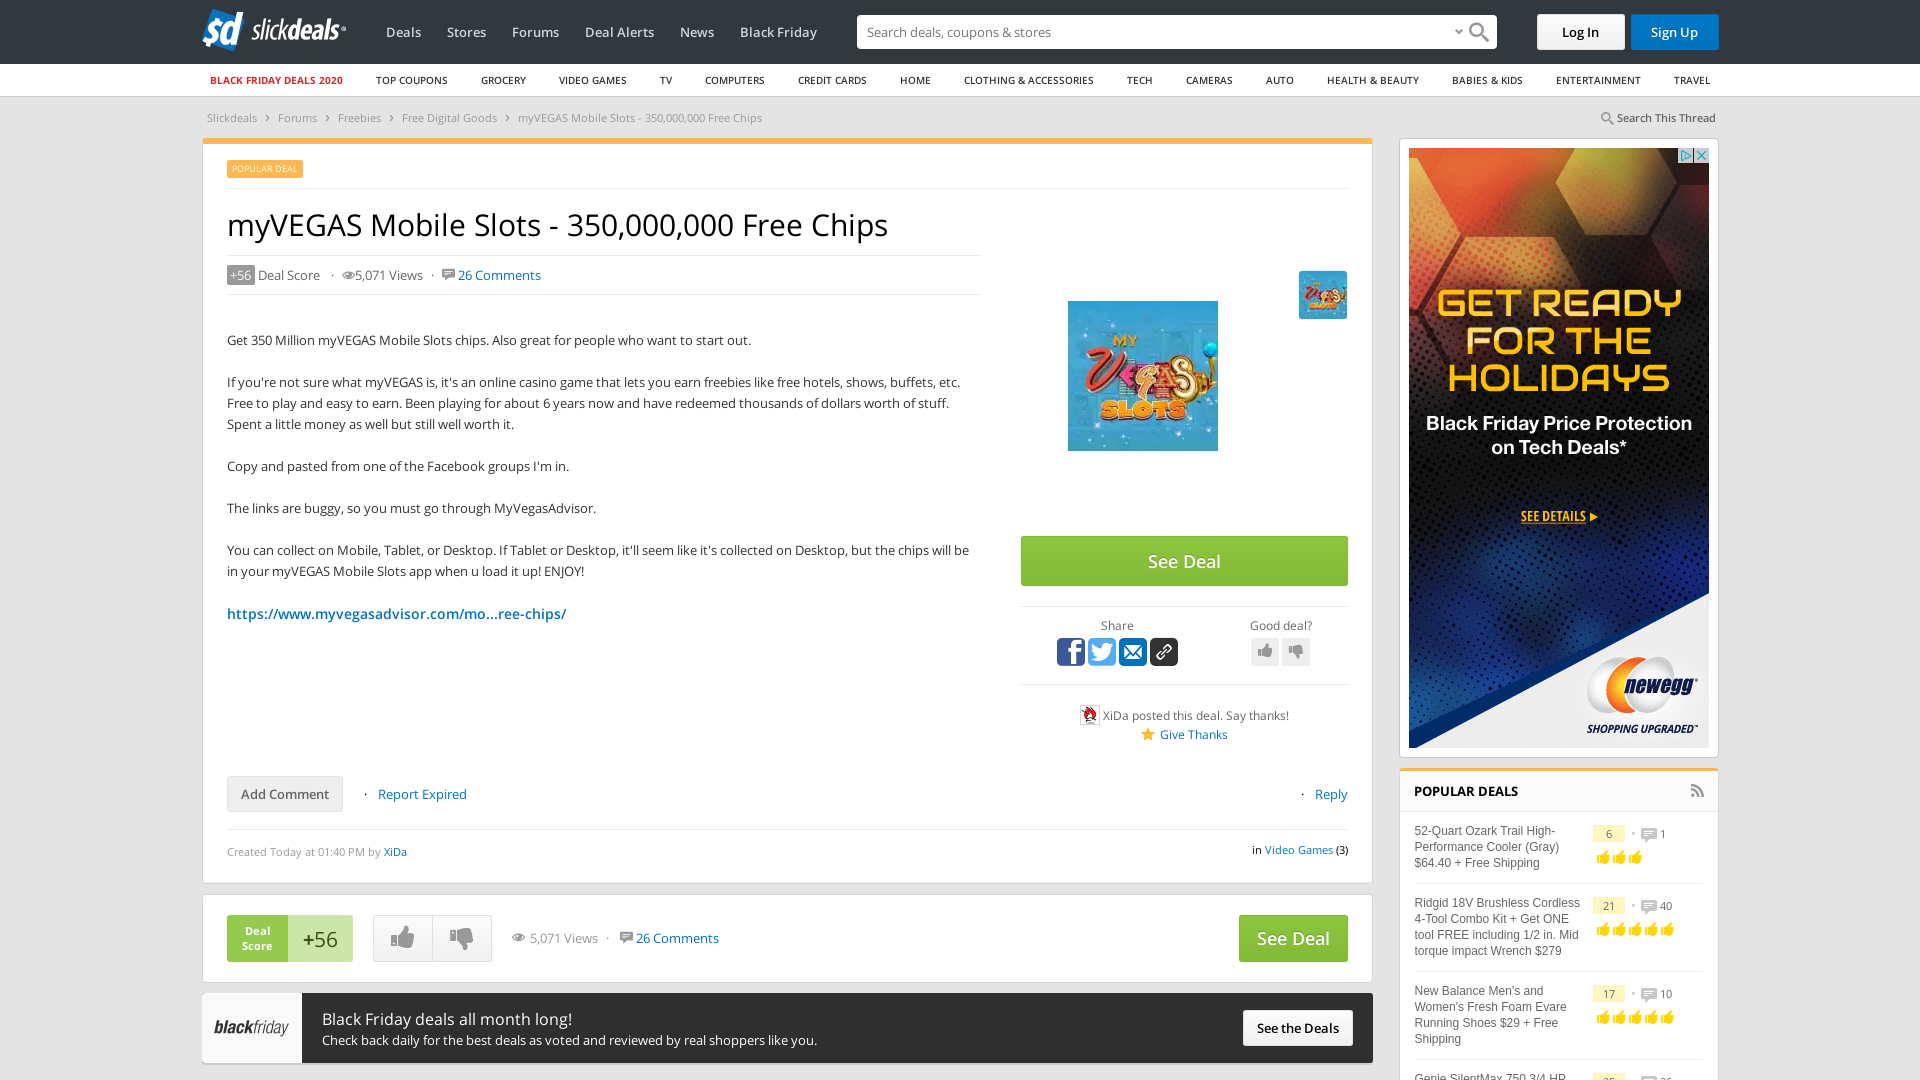 slickdeals
Deals
Stores
Forums
Deal Alerts
News
Black Friday
Search deals, coupons & stores
Log In
Sign Up
BLACK FRIDAY DEALS 2020
TOP COUPONS
GROCERY
VIDEO GAMES
TV
COMPUTERS
CREDIT CARDS
HOME
CLOTHING & ACCESSORIES
TECH
CAMERAS
AUTO
HEALTH & BEAUTY
BABIES & KIDS
ENTERTAINMENT
TRAVEL
Slickdeals › Forums › Freebies › Free Digital Goods › myVEGAS Mobile Slots - 350,000,000 Free Chips
Search This Thread
POPULAR DEAL
myVEGAS Mobile Slots - 350,000,000 Free Chips
+56 Deal Score · 5,071 Views · 26 Comments
Get 350 Million myVEGAS Mobile Slots chips. Also great for people who want to start out.
If you're not sure what myVEGAS is, it's an online casino game that lets you earn freebies like free hotels, shows, buffets, etc.
Free to play and easy to earn. Been playing for about 6 years now and have redeemed thousands of dollars worth of stuff.
Spent a little money as well but still well worth it.
Copy and pasted from one of the Facebook groups I'm in.
The links are buggy, so you must go through MyVegasAdvisor.
You can collect on Mobile, Tablet, or Desktop. If Tablet or Desktop, it'll seem like it's collected on Desktop, but the chips will be
in your myVEGAS Mobile Slots app when u load it up! ENJOY!
https://www.myvegasadvisor.com/mo...ree-chips/
MY
VEGAS
SLOTS
See Deal
Share
Good deal?
XiDa posted this deal. Say thanks!
Give Thanks
Add Comment
· Report Expired
· Reply
Created Today at 01:40 PM by XiDa
in Video Games (3)
Deal
Score
+56
5,071 Views · 26 Comments
See Deal
blackfriday
Black Friday deals all month long!
Check back daily for the best deals as voted and reviewed by real shoppers like you.
See the Deals
GET READY
FOR THE
HOLIDAYS
Black Friday Price Protection
on Tech Deals*
SEE DETAILS
newegg
SHOPPING UPGRADED™
POPULAR DEALS
52-Quart Ozark Trail High-
Performance Cooler (Gray)
$64.40 + Free Shipping
6 • 1
Ridgid 18V Brushless Cordless
4-Tool Combo Kit + Get ONE
tool FREE including 1/2 in. Mid
torque impact Wrench $279
21 • 40
New Balance Men's and
Women's Fresh Foam Evare
Running Shoes $29 + Free
Shipping
17 • 10
Genie SilentMax 750 3/4 HP